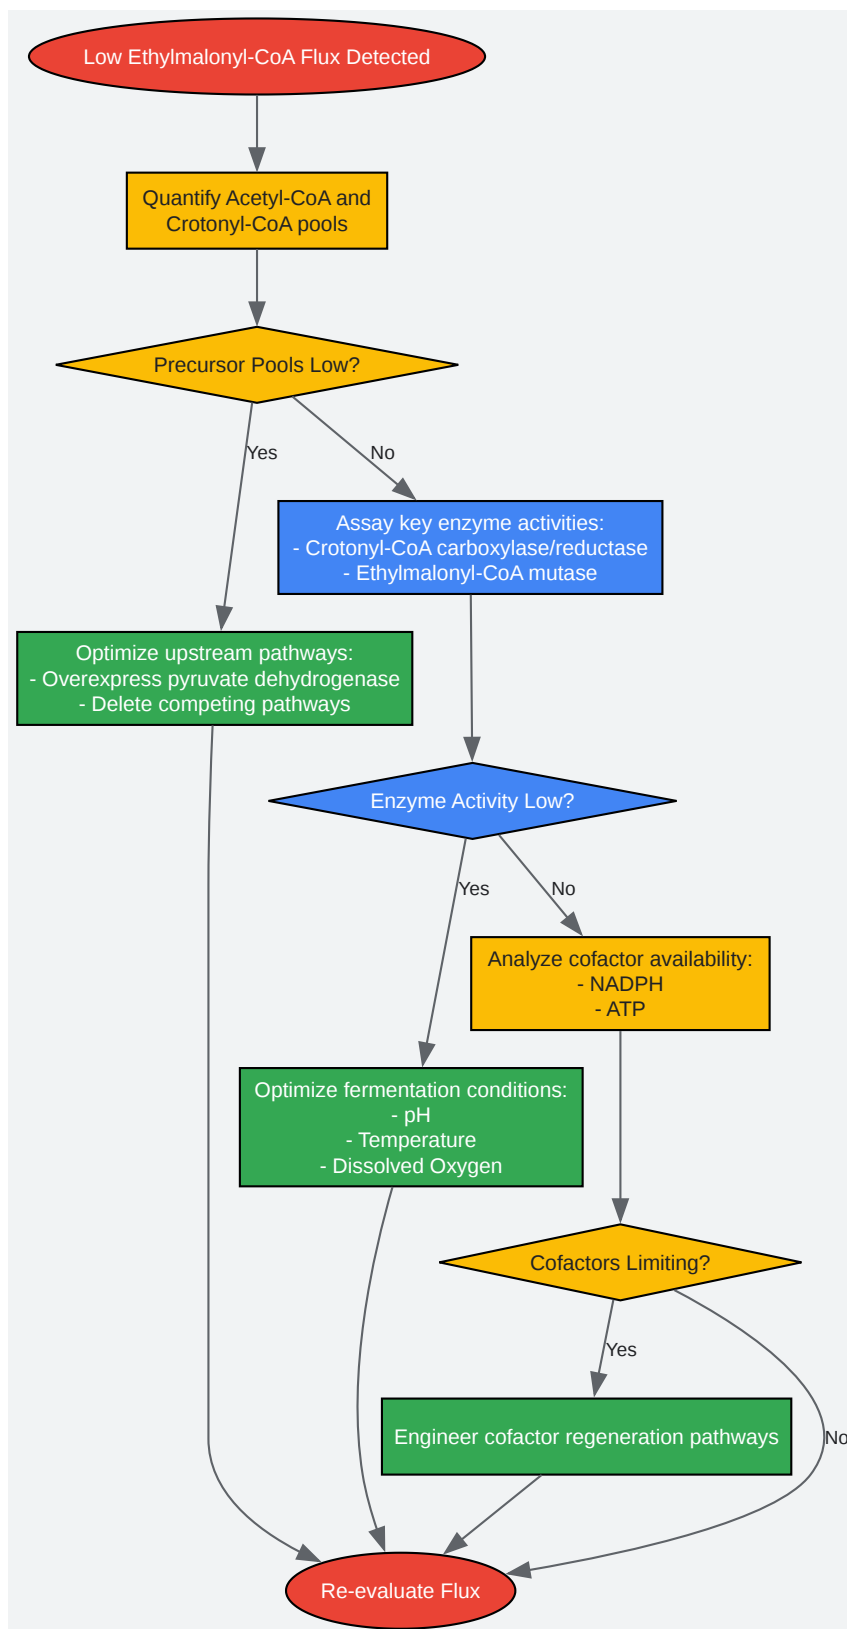 Low Ethylmalonyl-CoA Flux Detected
Quantify Acetyl-CoA and
Crotonyl-CoA pools
Precursor Pools Low?
Yes
No
Assay key enzyme activities:
- Crotonyl-CoA carboxylase/reductase
- Ethylmalonyl-CoA mutase
Optimize upstream pathways:
- Overexpress pyruvate dehydrogenase
- Delete competing pathways
Enzyme Activity Low?
Yes
No
Analyze cofactor availability:
- NADPH
- ATP
Optimize fermentation conditions:
- pH
- Temperature
- Dissolved Oxygen
Cofactors Limiting?
Yes
Engineer cofactor regeneration pathways
No
Re-evaluate Flux